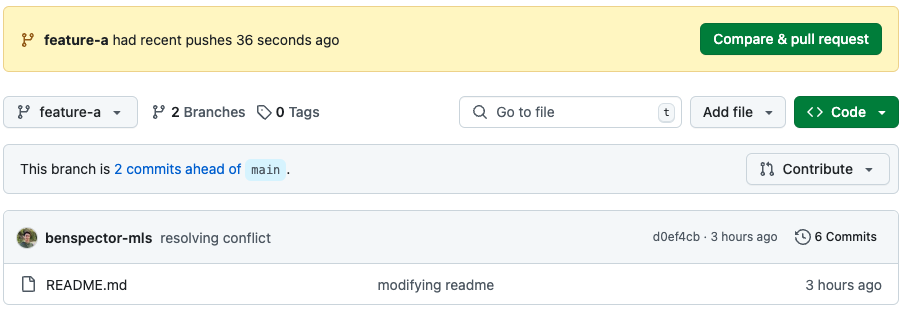 feature-a had recent pushes 36 seconds ago Compare & pull request
feature-a 2 Branches 0 Tags Go to file t Add file <> Code
This branch is 2 commits ahead of main . Contribute
benspector-mls resolving conflict d0ef4cb · 3 hours ago 6 Commits
README.md modifying readme 3 hours ago